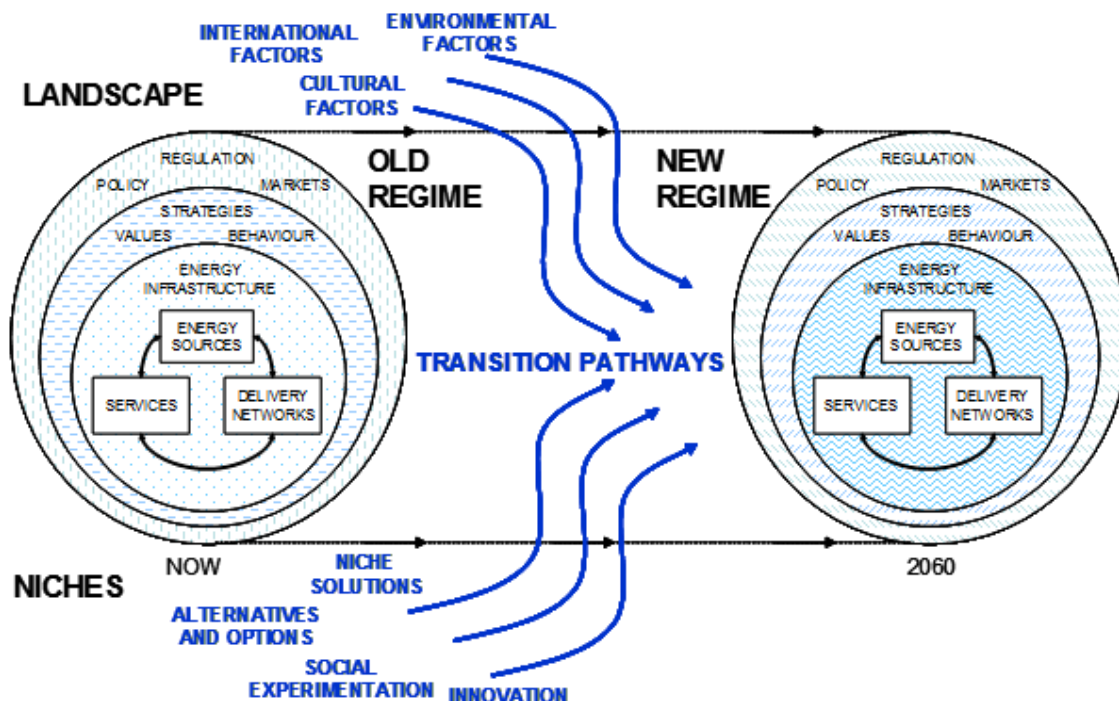 ENVIRONMENTAL
FACTORS
INTERNATIONAL
FACTORS
CULTURAL
FACTORS
LANDSCAPE
OLD
REGIME
NEW
REGIME
REGULATION
POLICY MARKETS
STRATEGIES
VALUES BEHAVIOUR
ENERGY
INFRASTRUCTURE
ENERGY
SOURCES
SERVICES
DELIVERY
NETWORKS
TRANSITION PATHWAYS
REGULATION
POLICY MARKETS
STRATEGIES
VALUES BEHAVIOUR
ENERGY
INFRASTRUCTURE
ENERGY
SOURCES
SERVICES
DELIVERY
NETWORKS
NOW
2060
NICHES
NICHE
SOLUTIONS
ALTERNATIVES
AND OPTIONS
SOCIAL
EXPERIMENTATION
INNOVATION